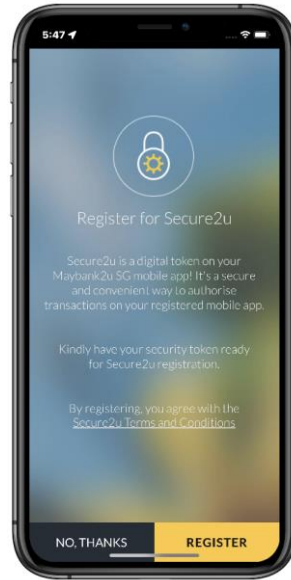 5:47
Register for Secure2u
Secure2u is a digital token on your
Maybank2u SG mobile app! It's a secure
and convenient way to authorise
transactions on your registered mobile app.
Kindly have your security token ready
for Secure2u registration.
By registering, you agree with the
Secure2u Terms and Conditions
NO, THANKS REGISTER